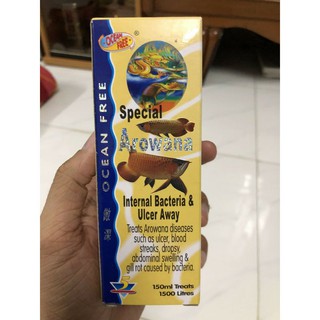 OCEAN FREE
OCEAN FREE
Special
Arowana
Internal Bacteria &
Ulcer Away
Treats Arowana diseases
such as ulcer, blood
streaks, dropsy,
abdominal swelling &
gill rot caused by bacteria.
150ml Treats
1500 Litres